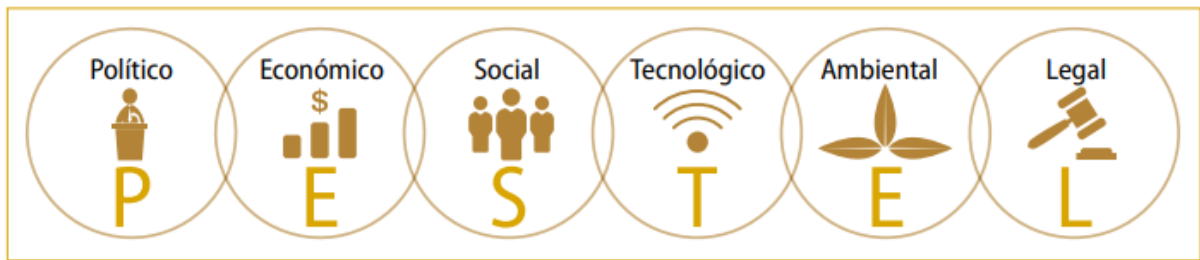 Político Económico Social Tecnológico Ambiental Legal
$
P E S T E L